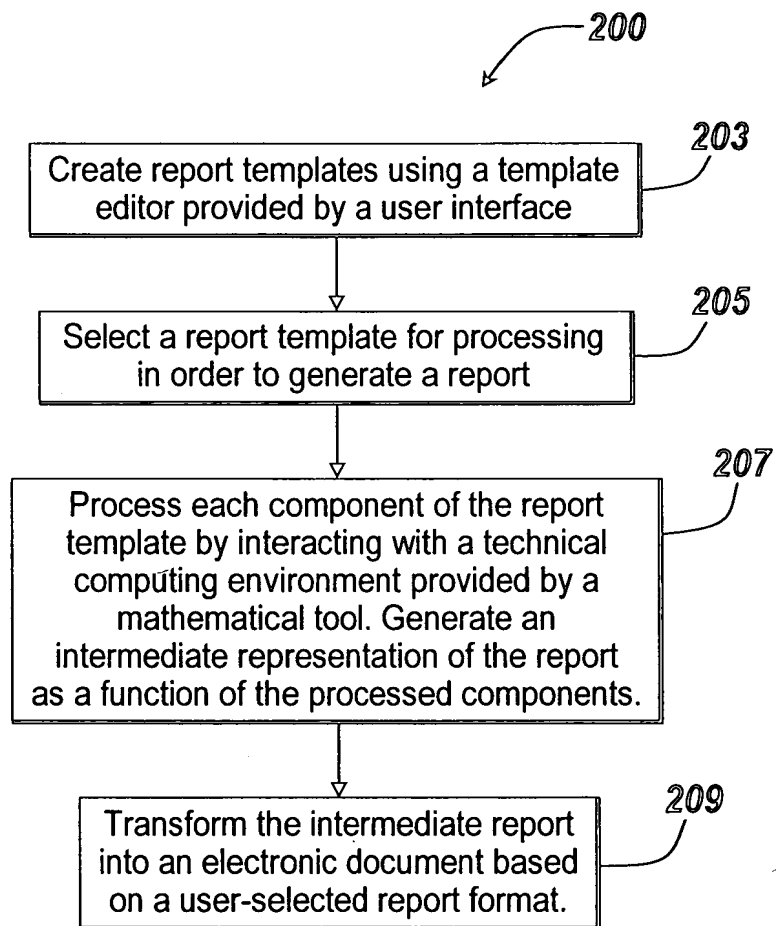 200
203
Create report templates using a template
editor provided by a user interface
205
Select a report template for processing
in order to generate a report
207
Process each component of the report
template by interacting with a technical
computing environment provided by a
mathematical tool. Generate an
intermediate representation of the report
as a function of the processed components.
209
Transform the intermediate report
into an electronic document based
on a user-selected report format.